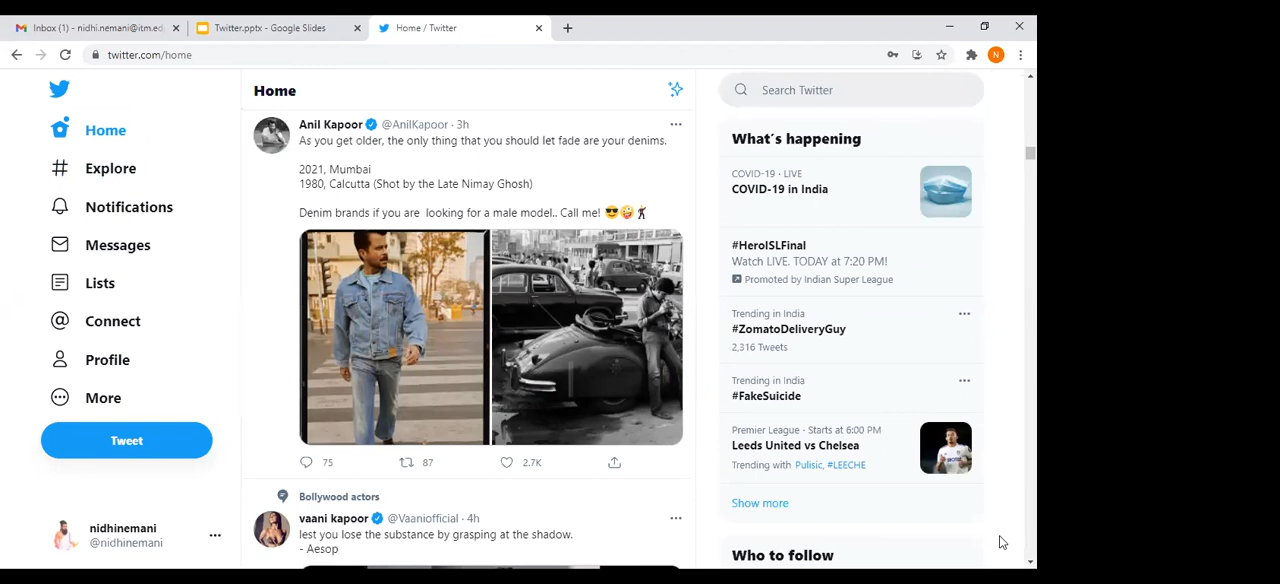 Inbox (1) - nidhi.nemani@itm.ed
Twitter.pptx - Google Slides
Home / Twitter
twitter.com/home
N
Home
Explore
Notifications
Messages
Lists
Connect
Profile
More
Tweet
nidhinemani
@nidhinemani
Home
Anil Kapoor @AnilKapoor · 3h
As you get older, the only thing that you should let fade are your denims.
2021, Mumbai
1980, Calcutta (Shot by the Late Nimay Ghosh)
Denim brands if you are looking for a male model.. Call me! 😎🤪🕺
75 87 2.7K
Bollywood actors
vaani kapoor @Vaaniofficial · 4h
lest you lose the substance by grasping at the shadow.
- Aesop
Search Twitter
What's happening
COVID-19 · LIVE
COVID-19 in India
#HeroISLFinal
Watch LIVE. TODAY at 7:20 PM!
Promoted by Indian Super League
Trending in India
#ZomatoDeliveryGuy
2,316 Tweets
Trending in India
#FakeSuicide
Premier League · Starts at 6:00 PM
Leeds United vs Chelsea
Trending with Pulisic, #LEECHE
Show more
Who to follow